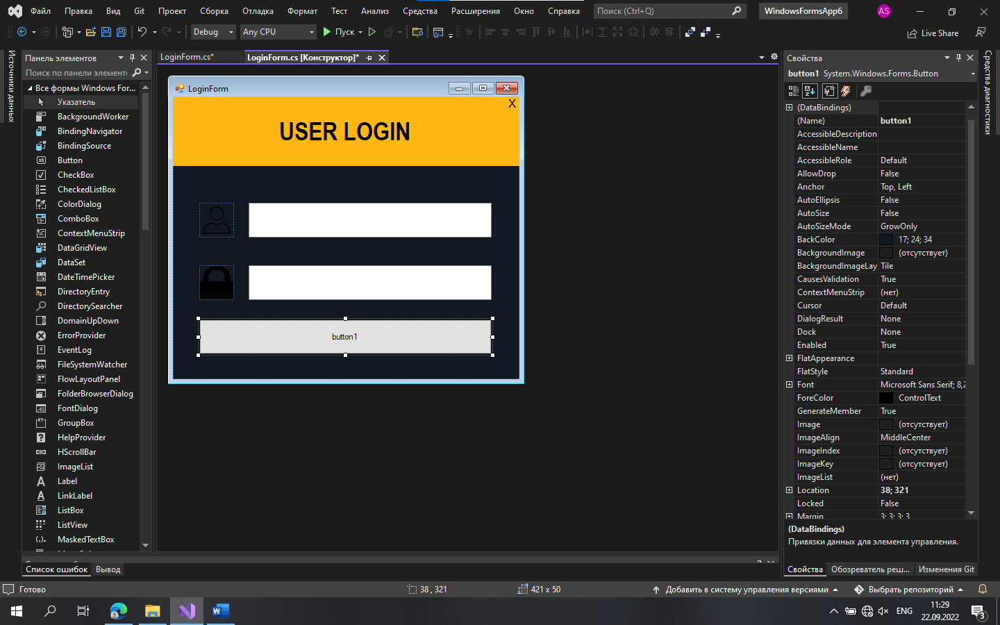 Файл Правка Вид Git Проект Сборка Отладка Формат Тест Анализ Средства Расширения Окно Справка Поиск (Ctrl+Q) WindowsFormsApp6 AS
Debug Any CPU Пуск Live Share
Источники данных
Панель элементов
Поиск по панели элементс
Все формы Windows For...
Указатель
BackgroundWorker
BindingNavigator
BindingSource
Button
CheckBox
CheckedListBox
ColorDialog
ComboBox
ContextMenuStrip
DataGridView
DataSet
DateTimePicker
DirectoryEntry
DirectorySearcher
DomainUpDown
ErrorProvider
EventLog
FileSystemWatcher
FlowLayoutPanel
FolderBrowserDialog
FontDialog
GroupBox
HelpProvider
HScrollBar
ImageList
Label
LinkLabel
ListBox
ListView
MaskedTextBox
LoginForm.cs* LoginForm.cs [Конструктор]*
LoginForm
X
USER LOGIN
button1
Свойства
button1 System.Windows.Forms.Button
(DataBindings)
(Name) button1
AccessibleDescription
AccessibleName
AccessibleRole Default
AllowDrop False
Anchor Top, Left
AutoEllipsis False
AutoSize False
AutoSizeMode GrowOnly
BackColor 17; 24; 34
BackgroundImage (отсутствует)
BackgroundImageLay Tile
CausesValidation True
ContextMenuStrip (нет)
Cursor Default
DialogResult None
Dock None
Enabled True
FlatAppearance
FlatStyle Standard
Font Microsoft Sans Serif; 8,2
ForeColor ControlText
GenerateMember True
Image (отсутствует)
ImageAlign MiddleCenter
ImageIndex (отсутствует)
ImageKey (отсутствует)
ImageList (нет)
Location 38; 321
Locked False
Margin 3; 3; 3; 3
(DataBindings)
Привязки данных для элемента управления.
Средства диагностики
Список ошибок Вывод
Свойства Обозреватель реш... Изменения Git
Готово 38 , 321 421 x 50 Добавить в систему управления версиями Выбрать репозиторий
ENG 11:29
22.09.2022
3